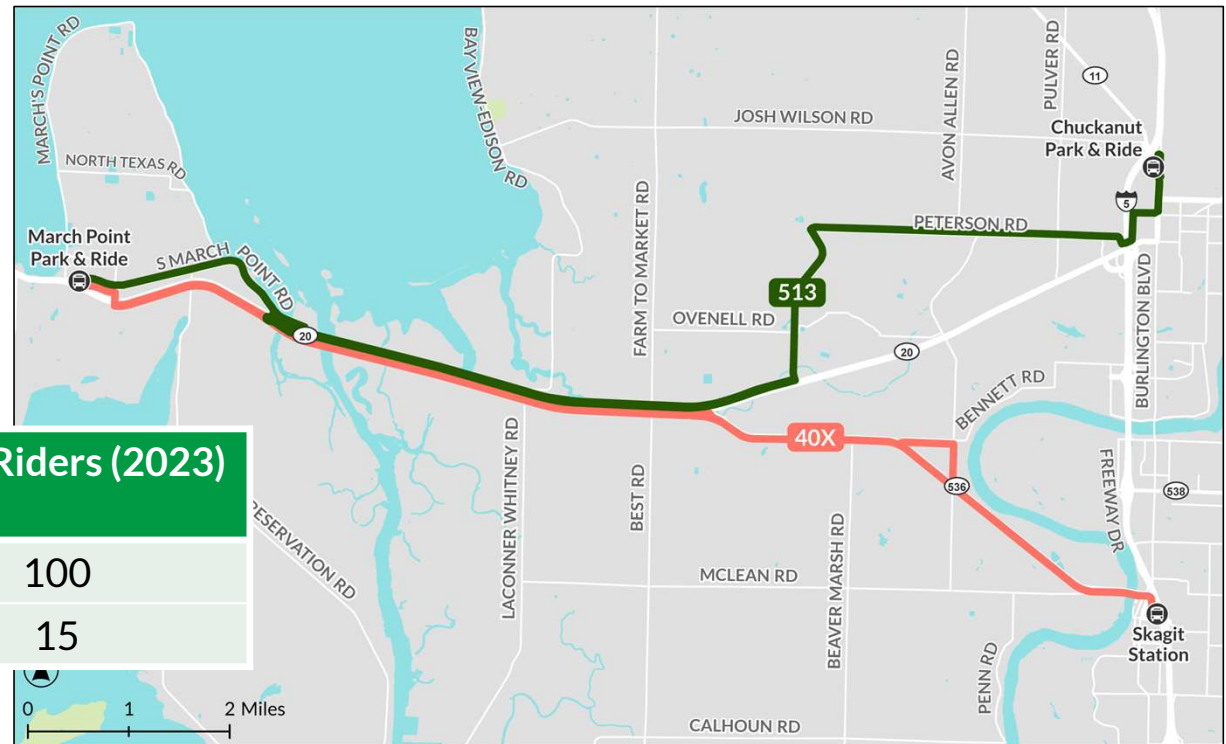 MARCH'S POINT RD
BAY VIEW-EDISON RD
AVON ALLEN RD
PULVER RD
11
JOSH WILSON RD
Chuckanut
Park & Ride
NORTH TEXAS RD
FARM TO MARKET RD
5
PETERSON RD
March Point
Park & Ride
S MARCH POINT RD
513
OVENELL RD
20
20
BURLINGTON BLVD
BENNETT RD
40X
Riders (2023)
100
15
RESERVATION RD
LACONNER WHITNEY RD
BEST RD
BEAVER MARSH RD
536
FREEWAY DR
538
MCLEAN RD
Skagit
Station
PENN RD
0 1 2 Miles
CALHOUN RD